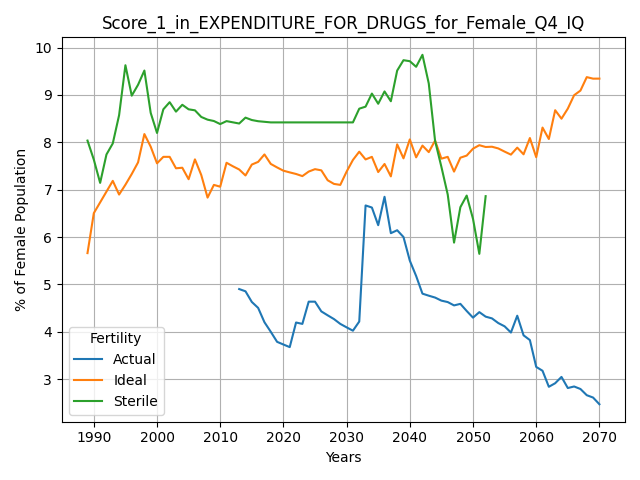 Score_1_in_EXPENDITURE_FOR_DRUGS_for_Female_Q4_IQ
10
9
8
7
6
5
4
3
% of Female Population
Fertility
Actual
Ideal
Sterile
1990 2000 2010 2020 2030 2040 2050 2060 2070
Years